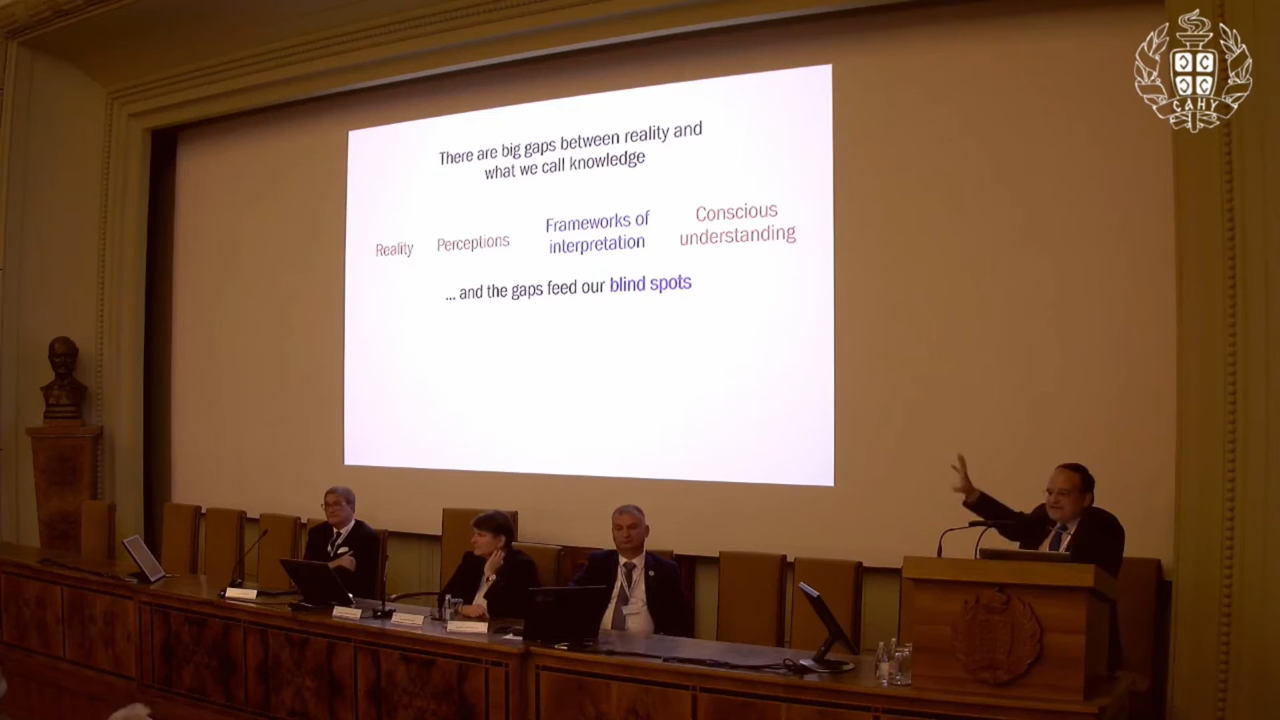 There are big gaps between reality and
what we call knowledge
Reality
Perceptions
Frameworks of
interpretation
Conscious
understanding
... and the gaps feed our blind spots
САНУ